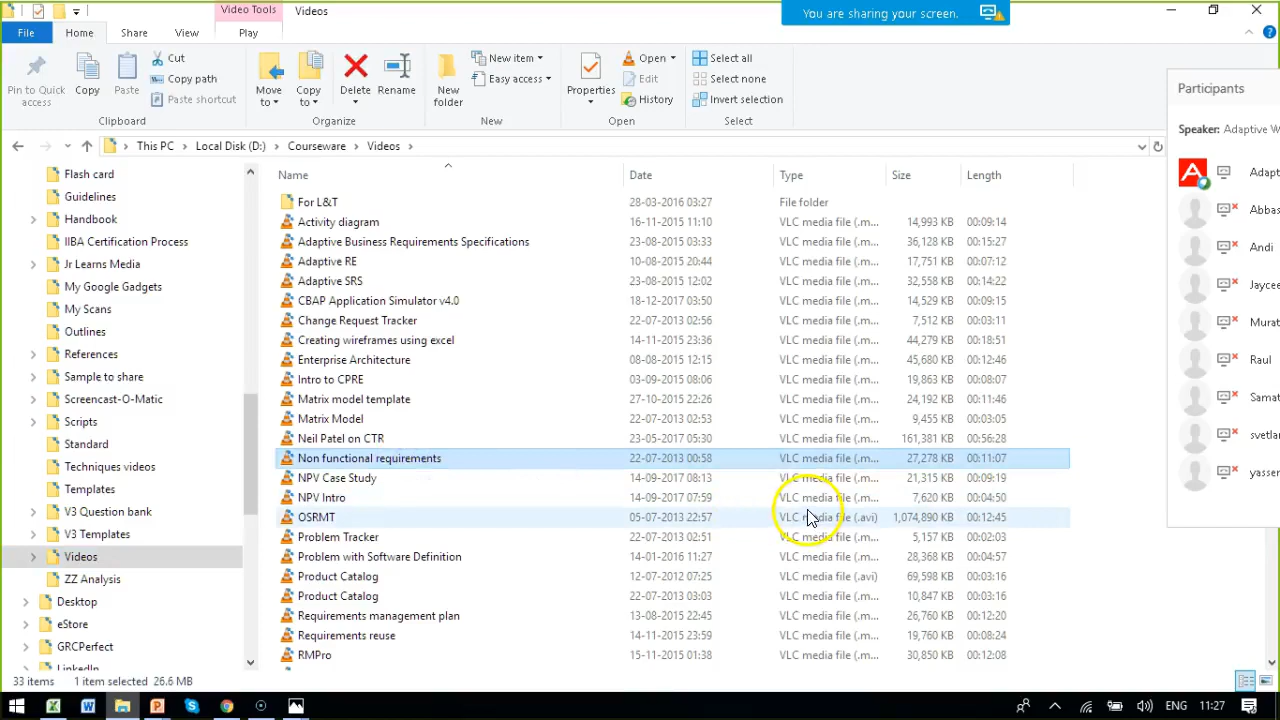 Video Tools
Videos
You are sharing your screen.
File
Home
Share
View
Play
Pin to Quick access
Copy
Paste
Cut
Copy path
Paste shortcut
Clipboard
Move to
Copy to
Delete
Rename
Organize
New folder
New item
Easy access
New
Properties
Open
Edit
History
Open
Select all
Select none
Invert selection
Select
This PC > Local Disk (D:) > Courseware > Videos >
Participants
Speaker: Adaptive W
Adapt
Abbas
Andi
Jaycee
Murat
Raul
Samat
svetlan
yasser
Flash card
Guidelines
Handbook
IIBA Certification Process
Jr Learns Media
My Google Gadgets
My Scans
Outlines
References
Sample to share
Screencast-O-Matic
Scripts
Standard
Techniques videos
Templates
V3 Question bank
V3 Templates
Videos
ZZ Analysis
Desktop
eStore
GRCPerfect
LinkedIn
Name Date Type Size Length
For L&T 28-03-2016 03:27 File folder
Activity diagram 16-11-2015 11:10 VLC media file (.m... 14,993 KB 00:09:14
Adaptive Business Requirements Specifications 23-08-2015 03:33 VLC media file (.m... 36,128 KB 00:15:27
Adaptive RE 10-08-2015 20:44 VLC media file (.m... 17,751 KB 00:07:12
Adaptive SRS 23-08-2015 12:02 VLC media file (.m... 32,558 KB 00:14:22
CBAP Application Simulator v4.0 18-12-2017 03:50 VLC media file (.m... 14,529 KB 00:09:15
Change Request Tracker 22-07-2013 02:56 VLC media file (.m... 7,512 KB 00:03:11
Creating wireframes using excel 14-11-2015 23:36 VLC media file (.m... 44,279 KB 00:18:51
Enterprise Architecture 08-08-2015 12:15 VLC media file (.m... 45,680 KB 00:12:46
Intro to CPRE 03-09-2015 08:06 VLC media file (.m... 19,863 KB 00:08:07
Matrix model template 27-10-2015 22:26 VLC media file (.m... 24,192 KB 00:11:46
Matrix Model 22-07-2013 02:53 VLC media file (.m... 9,455 KB 00:03:05
Neil Patel on CTR 23-05-2017 05:30 VLC media file (.m... 161,381 KB 00:56:28
Non functional requirements 22-07-2013 00:58 VLC media file (.m... 27,278 KB 00:11:07
NPV Case Study 14-09-2017 08:13 VLC media file (.m... 21,315 KB 00:09:19
NPV Intro 14-09-2017 07:59 VLC media file (.m... 7,620 KB 00:04:50
OSRMT 05-07-2013 22:57 VLC media file (.avi) 1,074,890 KB 00:12:45
Problem Tracker 22-07-2013 02:51 VLC media file (.m... 5,157 KB 00:02:03
Problem with Software Definition 14-01-2016 11:27 VLC media file (.m... 28,368 KB 00:04:57
Product Catalog 12-07-2012 07:25 VLC media file (.avi) 69,598 KB 00:03:16
Product Catalog 22-07-2013 03:03 VLC media file (.m... 10,847 KB 00:03:16
Requirements management plan 13-08-2015 22:45 VLC media file (.m... 26,760 KB 00:12:20
Requirements reuse 14-11-2015 23:59 VLC media file (.m... 19,760 KB 00:08:24
RMPro 15-11-2015 01:38 VLC media file (.m... 30,850 KB 00:12:08
33 items 1 item selected 26.6 MB
ENG 11:27